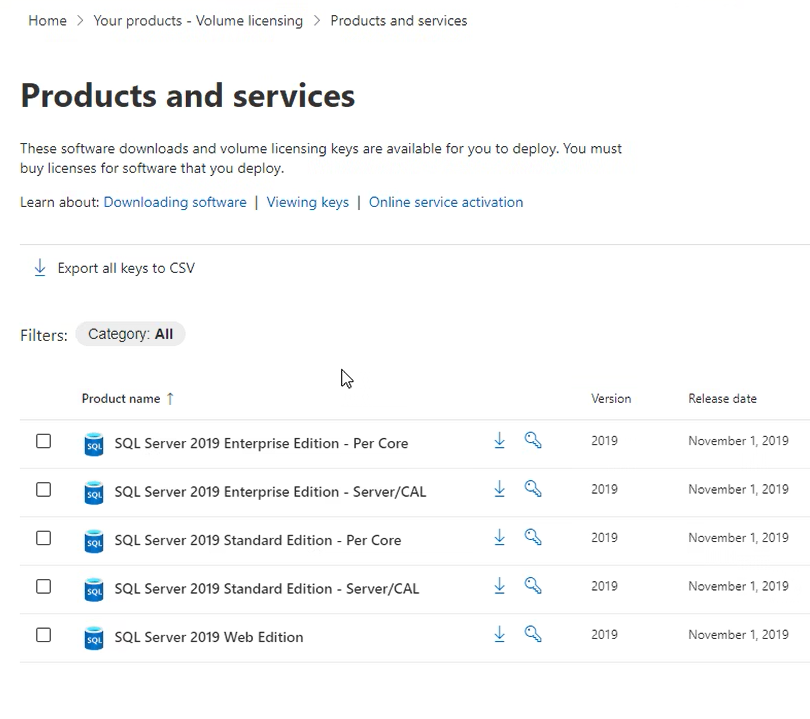 Home > Your products - Volume licensing > Products and services
Products and services
These software downloads and volume licensing keys are available for you to deploy. You must
buy licenses for software that you deploy.
Learn about: Downloading software | Viewing keys | Online service activation
Export all keys to CSV
Filters: Category: All
Product name ↑ Version Release date
SQL SQL Server 2019 Enterprise Edition - Per Core 2019 November 1, 2019
SQL SQL Server 2019 Enterprise Edition - Server/CAL 2019 November 1, 2019
SQL SQL Server 2019 Standard Edition - Per Core 2019 November 1, 2019
SQL SQL Server 2019 Standard Edition - Server/CAL 2019 November 1, 2019
SQL SQL Server 2019 Web Edition 2019 November 1, 2019